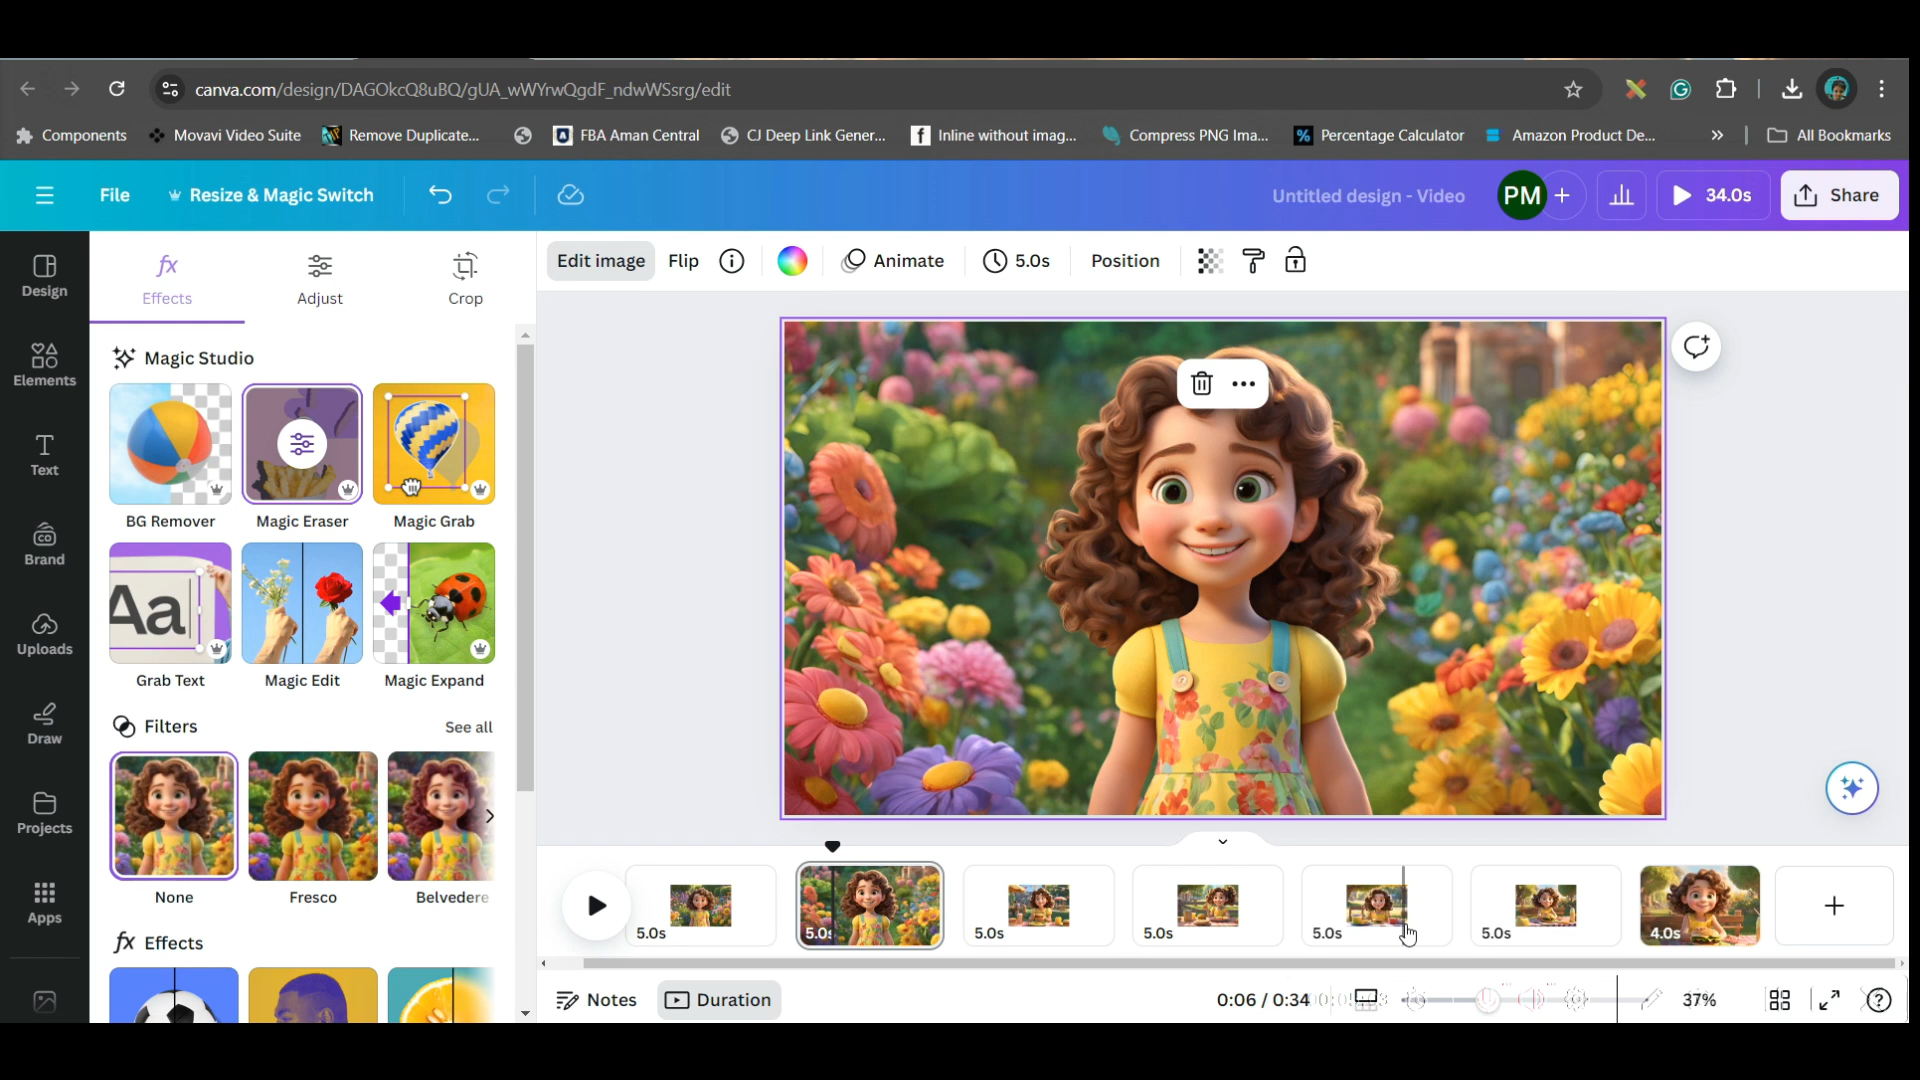 canva.com/design/DAGOkcQ8uBQ/gUA_wWYrwQgdF_ndwWSsrg/edit
Components Movavi Video Suite Remove Duplicate... FBA Aman Central CJ Deep Link Gener... Inline without imag... Compress PNG Ima... Percentage Calculator Amazon Product De... » All Bookmarks
File Resize & Magic Switch Untitled design - Video PM + 34.0s Share
Edit image Flip Animate 5.0s Position
Design
Elements
Text
Brand
Uploads
Draw
Projects
Apps
Effects Adjust Crop
Magic Studio
BG Remover Magic Eraser Magic Grab
Aa
Grab Text Magic Edit Magic Expand
Filters See all
None Fresco Belvedere
fx Effects
5.0s 5.0s 5.0s 5.0s 5.0s 5.0s 4.0s
Notes Duration 0:06 / 0:34 37%